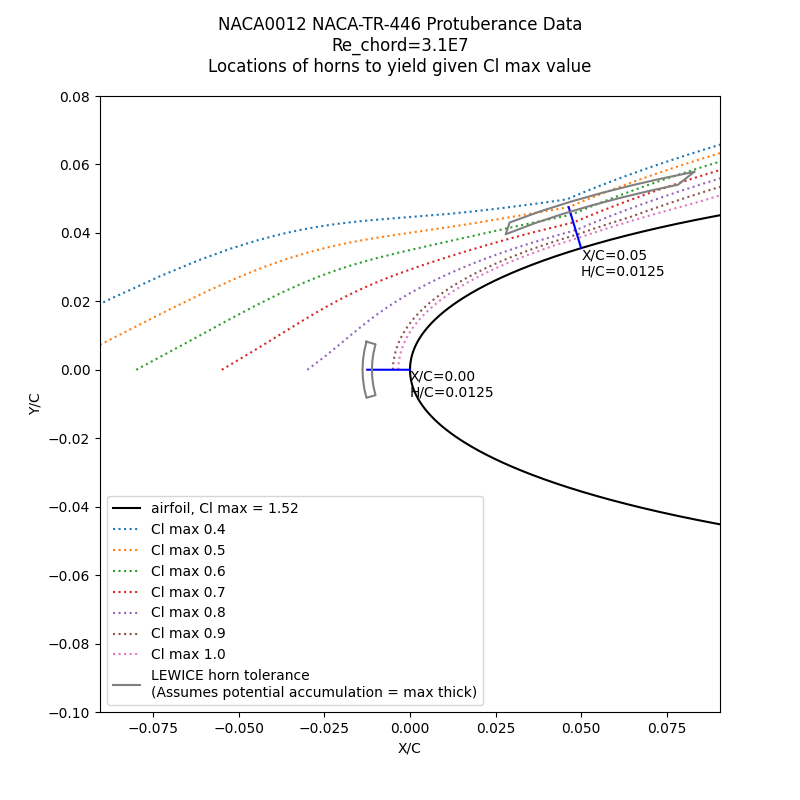 NACA0012 NACA-TR-446 Protuberance Data
Re_chord=3.1E7
Locations of horns to yield given Cl max value
0.08
0.06
0.04
0.02
0.00
−0.02
−0.04
−0.06
−0.08
−0.10
Y/C
X/C=0.05
H/C=0.0125
X/C=0.00
H/C=0.0125
airfoil, Cl max = 1.52
Cl max 0.4
Cl max 0.5
Cl max 0.6
Cl max 0.7
Cl max 0.8
Cl max 0.9
Cl max 1.0
LEWICE horn tolerance
(Assumes potential accumulation = max thick)
−0.075
−0.050
−0.025
0.000
0.025
0.050
0.075
X/C